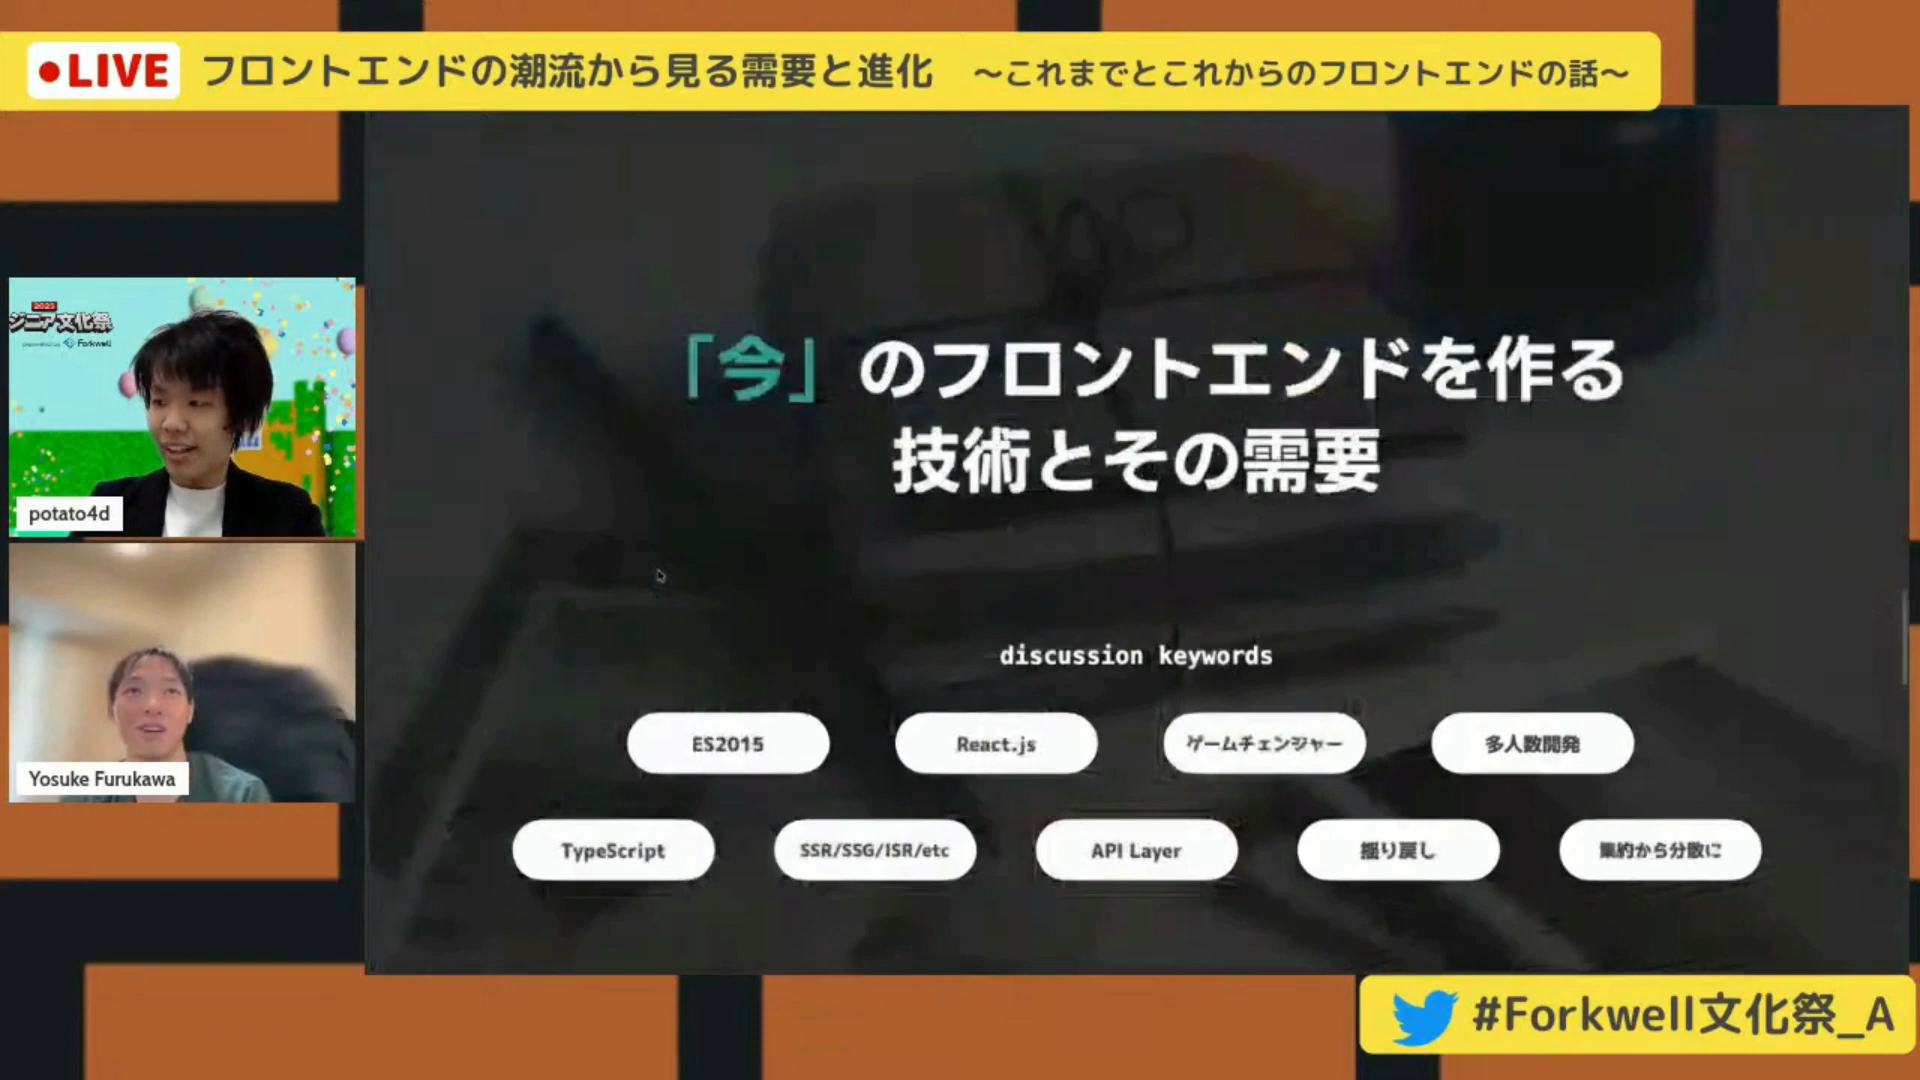 LIVE フロントエンドの潮流から見る需要と進化 〜これまでとこれからのフロントエンドの話〜
2023
ジニア文化祭
powered by Forkwell
potato4d
Yosuke Furukawa
「今」のフロントエンドを作る
技術とその需要
discussion keywords
ES2015 React.js ゲームチェンジャー 多人数開発
TypeScript SSR/SSG/ISR/etc API Layer 揺り戻し 集約から分散に
#Forkwell文化祭_A